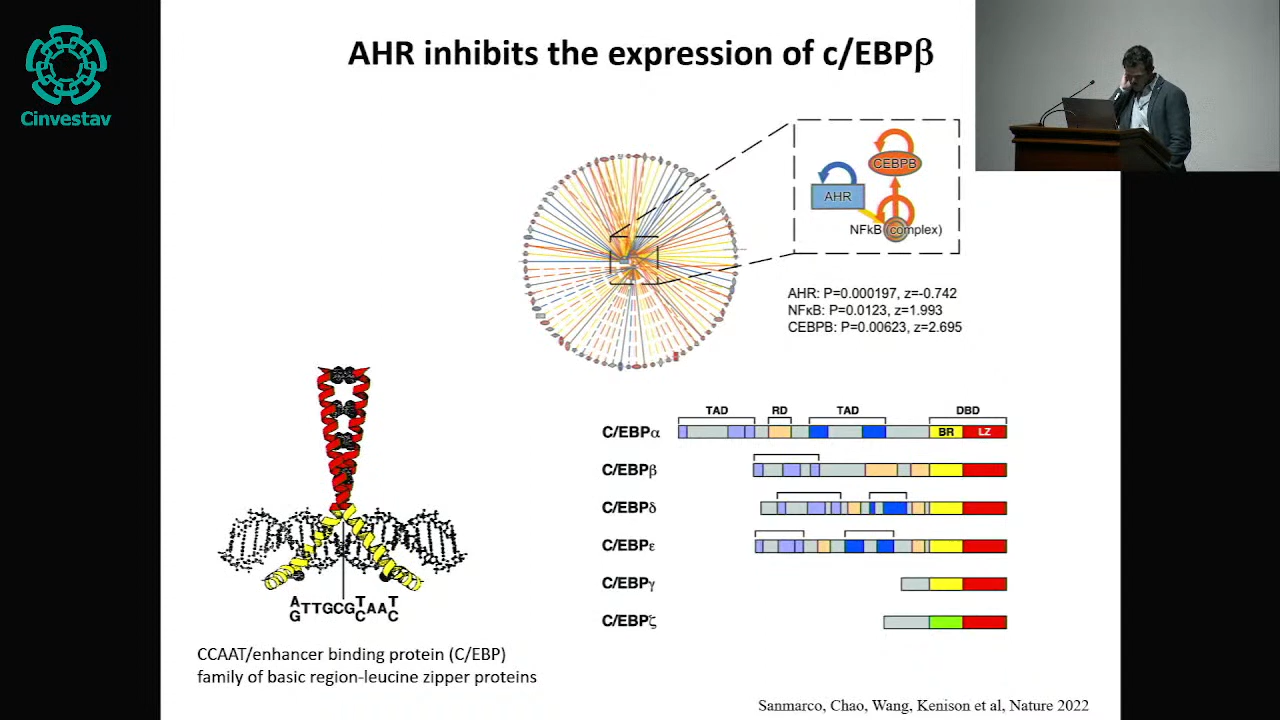 Cinvestav
AHR inhibits the expression of c/EBPβ
CEBPB
AHR
NFkB (complex)
AHR: P=0.000197, z=-0.742
NFκB: P=0.0123, z=1.993
CEBPB: P=0.00623, z=2.695
TAD RD TAD DBD
C/EBPα BR LZ
C/EBPβ
C/EBPδ
C/EBPε
C/EBPγ
C/EBPζ
A T T
TTGCG AA
G C C
CCAAT/enhancer binding protein (C/EBP)
family of basic region-leucine zipper proteins
Sanmarco, Chao, Wang, Kenison et al, Nature 2022